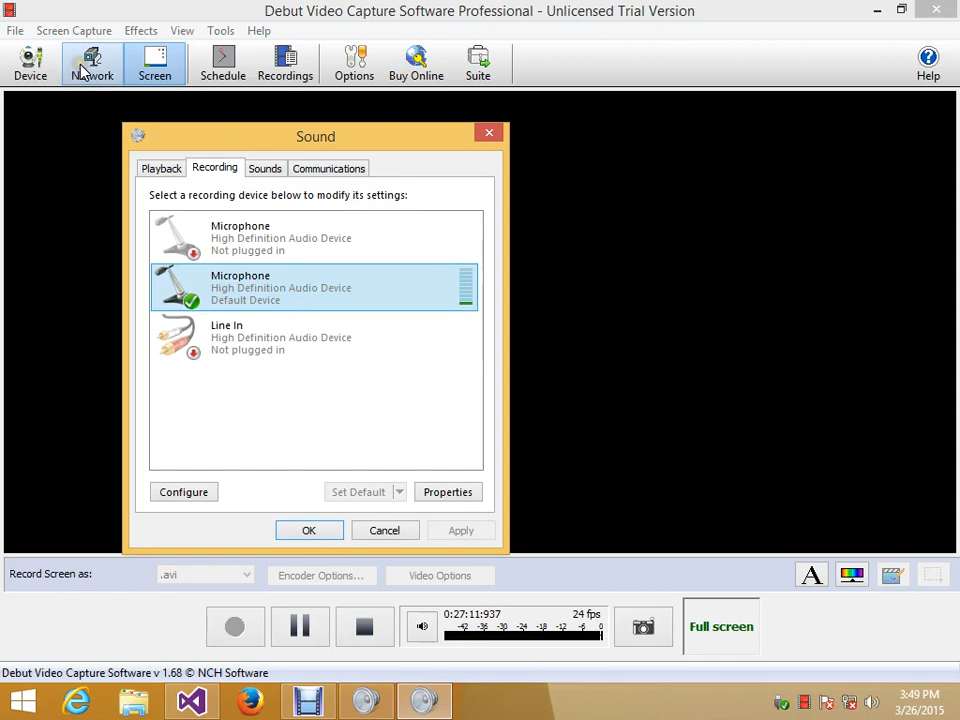 Debut Video Capture Software Professional - Unlicensed Trial Version
File Screen Capture Effects View Tools Help
Device Network Screen Schedule Recordings Options Buy Online Suite Help
Sound
Playback Recording Sounds Communications
Select a recording device below to modify its settings:
Microphone
High Definition Audio Device
Not plugged in
Microphone
High Definition Audio Device
Default Device
Line In
High Definition Audio Device
Not plugged in
Configure Set Default Properties
OK Cancel Apply
Record Screen as: .avi Encoder Options... Video Options A
0:27:11:937 24 fps
-42 -36 -30 -24 -18 -12 -6 0
Full screen
Debut Video Capture Software v 1.68 © NCH Software
3:49 PM
3/26/2015